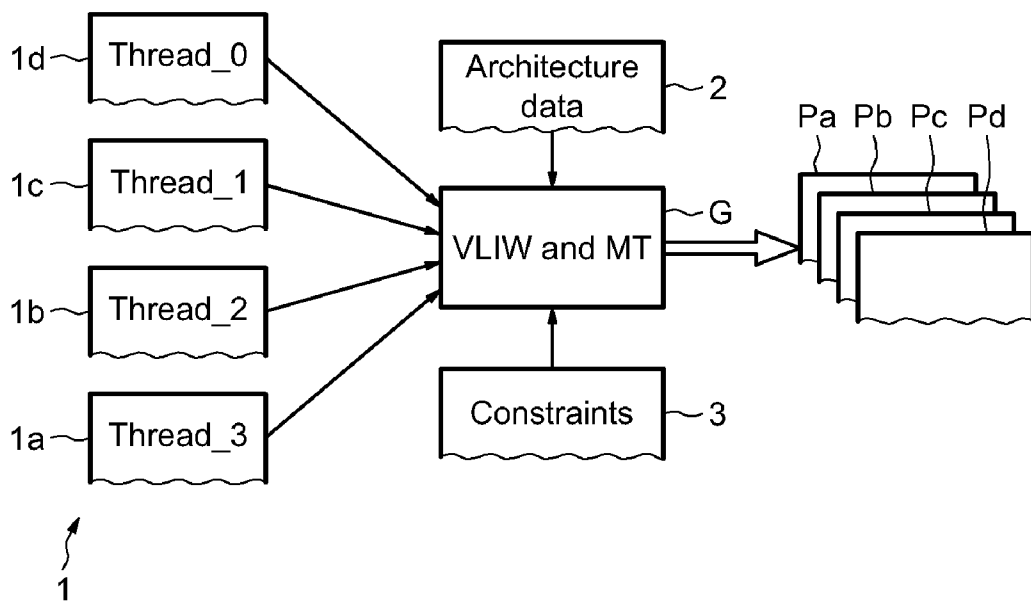 1d
Thread_0
1c
Thread_1
1b
Thread_2
1a
Thread_3
1
Architecture
data
2
VLIW and MT
G
Constraints
3
Pa Pb Pc Pd